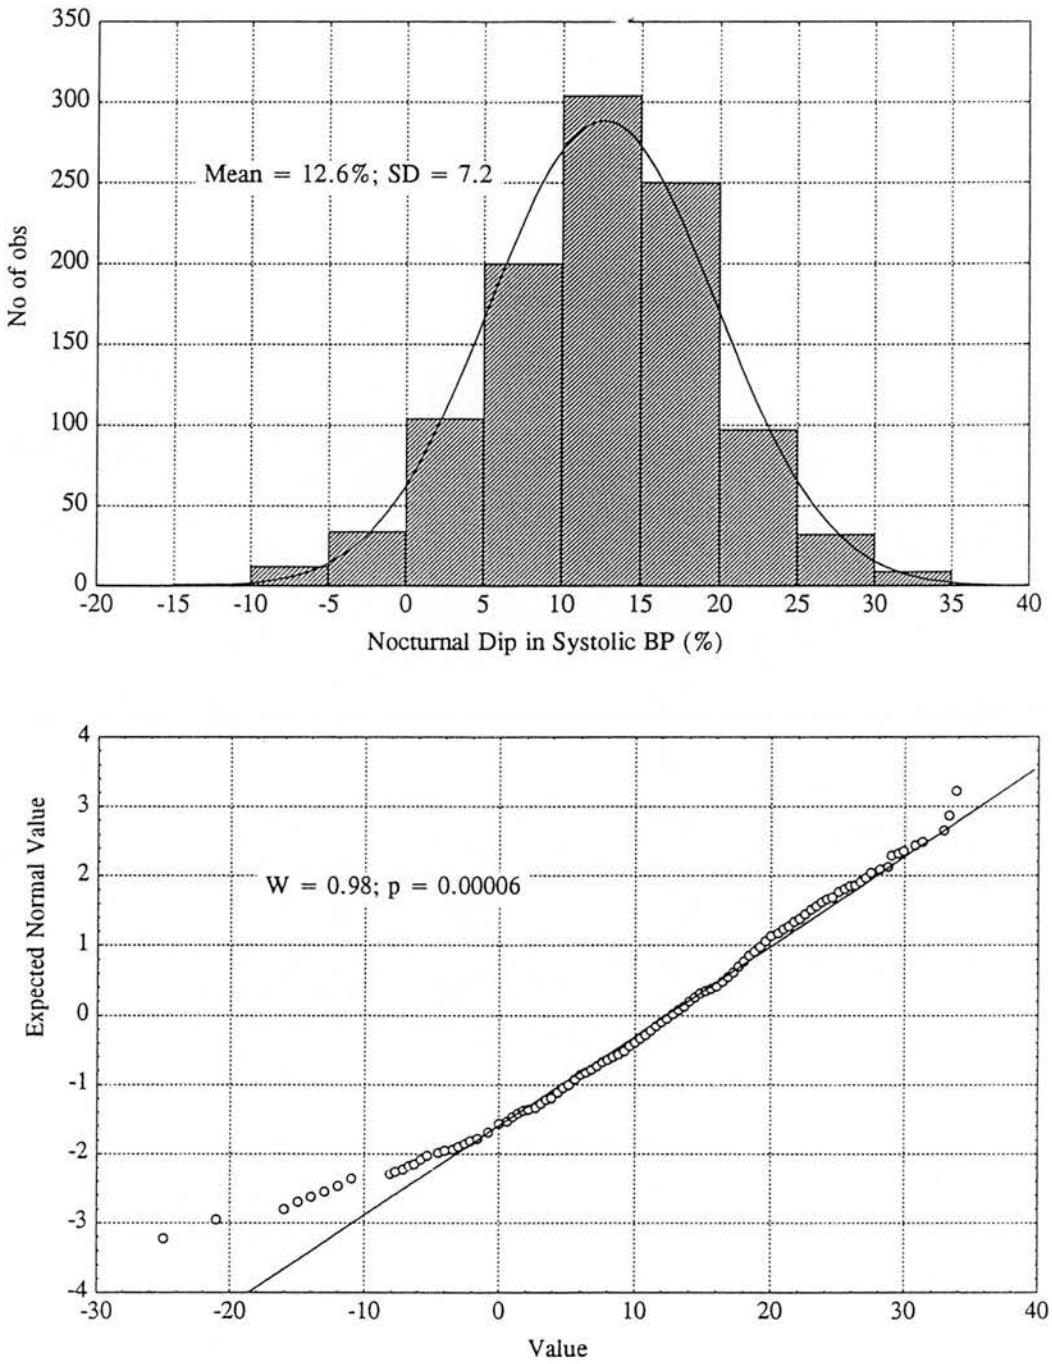 350
300
250
200
150
100
50
0
No of obs
Mean = 12.6%; SD = 7.2
-20 -15 -10 -5 0 5 10 15 20 25 30 35 40
Nocturnal Dip in Systolic BP (%)
4
3
2
1
0
-1
-2
-3
-4
Expected Normal Value
W = 0.98; p = 0.00006
-30 -20 -10 0 10 20 30 40
Value